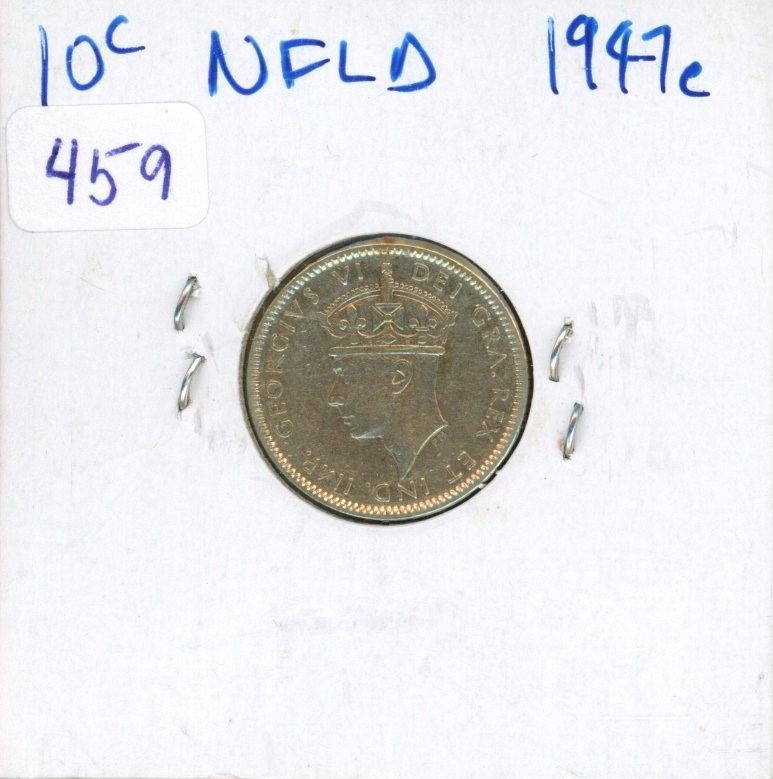 10c NFLD 1947c
459
GEORGIVS VI DEI GRA. REX ET IND. IMP.